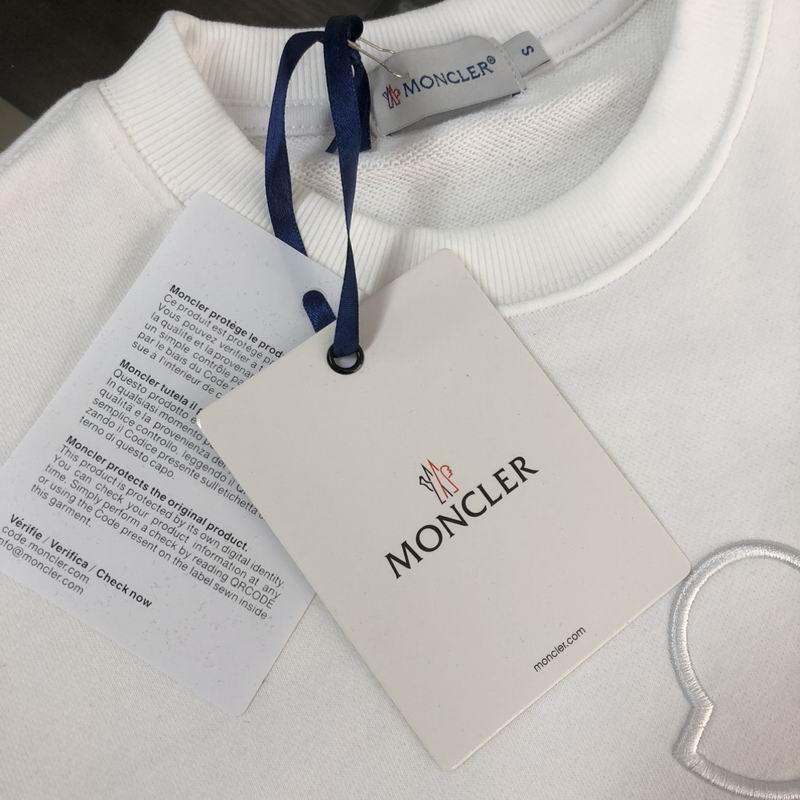 MONCLER®
S
Moncler protège le prod
Ce produit est protégé p
Vous pouvez vérifier à t
la qualité et la provenan
un simple contrôle pa
par le biais du Code
sue à l'intérieur de c
Moncler tutela il
Questo prodotto è
In qualsiasi momento p
qualità e la provenienza de
semplice controllo, leggendo il Q
zando il Codice presente sull'etichetta c
terno di questo capo.
Moncler protects the original product.
This product is protected by its own digital identity.
You can check your product information at any
time. Simply perform a check by reading QRCODE
or using the Code present on the label sewn inside
this garment.
Vérifie / Verifica / Check now
code.moncler.com
nfo@moncler.com
MONCLER
moncler.com